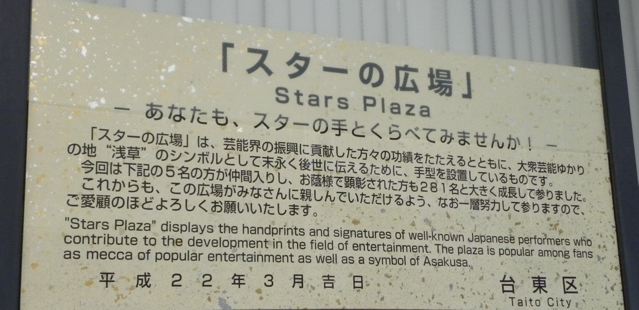 「スターの広場」
Stars Plaza
― あなたも、スターの手とくらべてみませんか！ ―
「スターの広場」は、芸能界の振興に貢献した方々の功績をたたえるとともに、大衆芸能ゆかり
の地“浅草”のシンボルとして末永く後世に伝えるために、手型を設置しているものです。
今回は下記の５名の方が仲間入りし、お蔭様で顕彰された方も２８１名と大きく成長して参りました。
これからも、この広場がみなさんに親しんでいただけるよう、なお一層努力して参りますので、
ご愛顧のほどよろしくお願いいたします。
"Stars Plaza" displays the handprints and signatures of well-known Japanese performers who
contribute to the development in the field of entertainment. The plaza is popular among fans
as mecca of popular entertainment as well as a symbol of Asakusa.
平成２２年３月吉日
台東区
Taito City